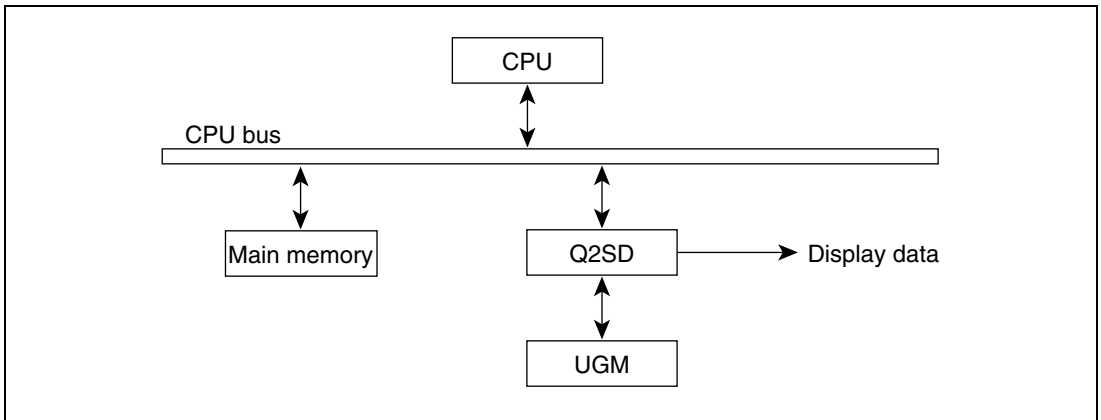 CPU
CPU bus
Main memory
Q2SD
Display data
UGM